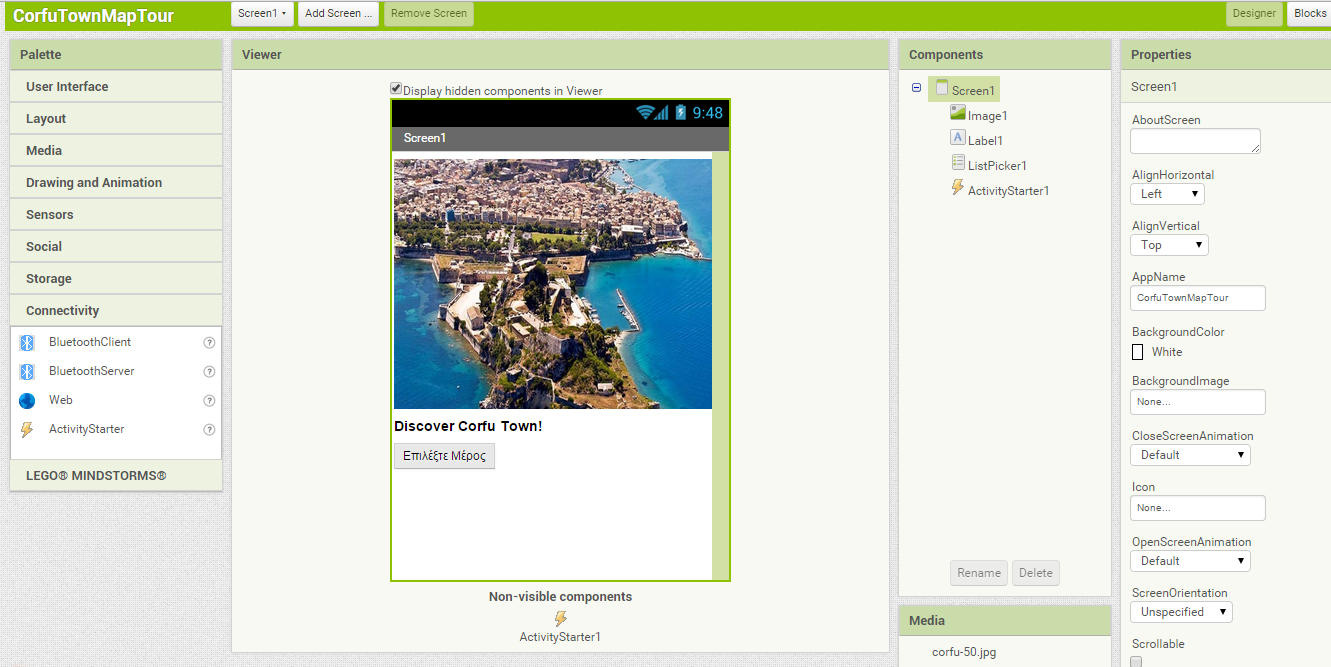 CorfuTownMapTour
Screen1
Add Screen ...
Remove Screen
Designer
Blocks
Palette
User Interface
Layout
Media
Drawing and Animation
Sensors
Social
Storage
Connectivity
BluetoothClient
BluetoothServer
Web
ActivityStarter
LEGO® MINDSTORMS®
Viewer
Display hidden components in Viewer
9:48
Screen1
Discover Corfu Town!
Επιλέξτε Μέρος
Non-visible components
ActivityStarter1
Components
Screen1
Image1
Label1
ListPicker1
ActivityStarter1
Rename
Delete
Media
corfu-50.jpg
Properties
Screen1
AboutScreen
AlignHorizontal
Left
AlignVertical
Top
AppName
CorfuTownMapTour
BackgroundColor
White
BackgroundImage
None...
CloseScreenAnimation
Default
Icon
None...
OpenScreenAnimation
Default
ScreenOrientation
Unspecified
Scrollable